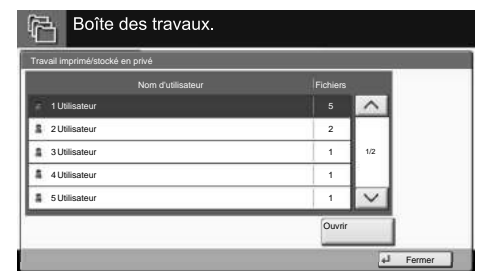 Boîte des travaux.
Travail imprimé/stocké en privé
Nom d'utilisateur Fichiers
1 Utilisateur 5
2 Utilisateur 2
3 Utilisateur 1
1/2
4 Utilisateur 1
5 Utilisateur 1
Ouvrir
Fermer